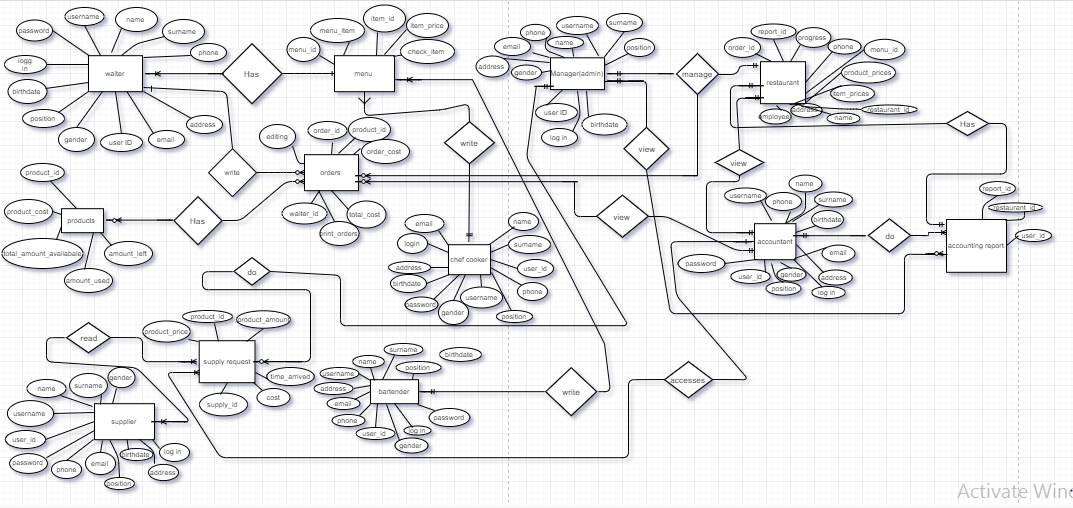 username
name
password
surname
phone
logg
in
waiter
birthdate
position
gender
user ID
email
address
Has
item_id
menu_item
item_price
menu_id
check_item
menu
write
editing
order_id
product_id
order_cost
orders
waiter_id
total_cost
print_orders
write
product_id
product_cost
products
total_amount_availabale
amount_left
amount_used
Has
phone
username
surname
email
name
position
address
gender
Manager(admin)
user ID
birthdate
log in
manage
view
report_id
progress
order_id
phone
menu_id
restaurant
product_prices
item_prices
employee
address
restaurant_id
name
Has
view
view
name
username
phone
surname
birthdate
accountant
email
password
user_id
gender
address
position
log in
do
report_id
restaurant_id
user_id
accounting report
email
name
login
surname
address
chef cooker
user_id
birthdate
phone
password
username
gender
position
do
read
product_id
product_price
product_amount
supply request
time_arrived
cost
supply_id
surname
birthdate
name
position
username
address
bartender
email
phone
password
user_id
log in
gender
write
accesses
gender
name
surname
username
supplier
user_id
password
phone
email
birthdate
log in
address
position
Activate Win